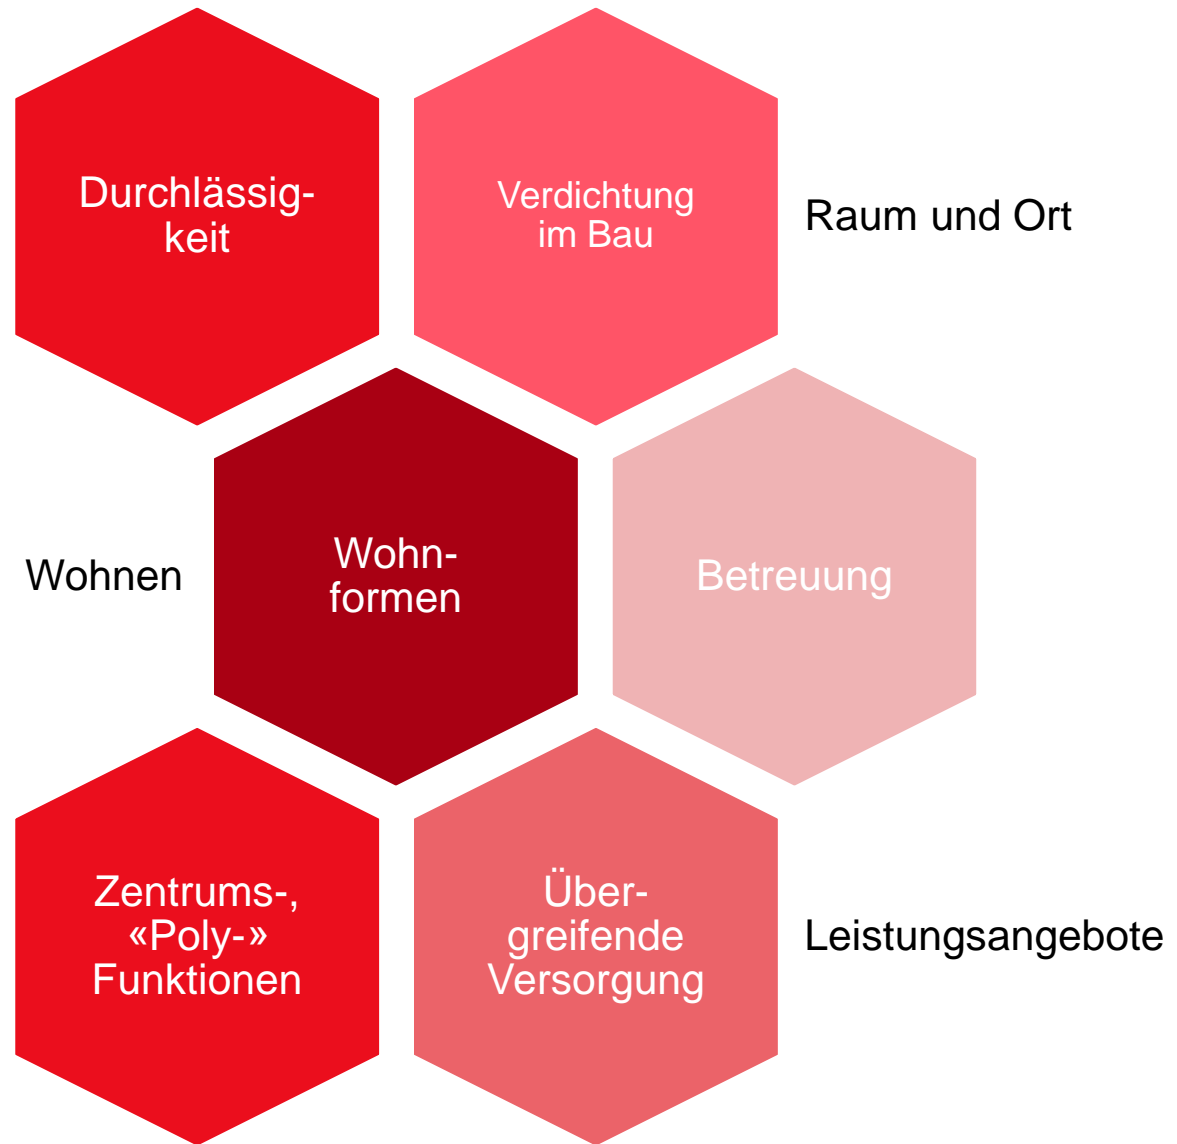 Durchlässig-
keit
Verdichtung
im Bau
Raum und Ort
Wohnen
Wohn-
formen
Betreuung
Zentrums-,
«Poly-»
Funktionen
Über-
greifende
Versorgung
Leistungsangebote